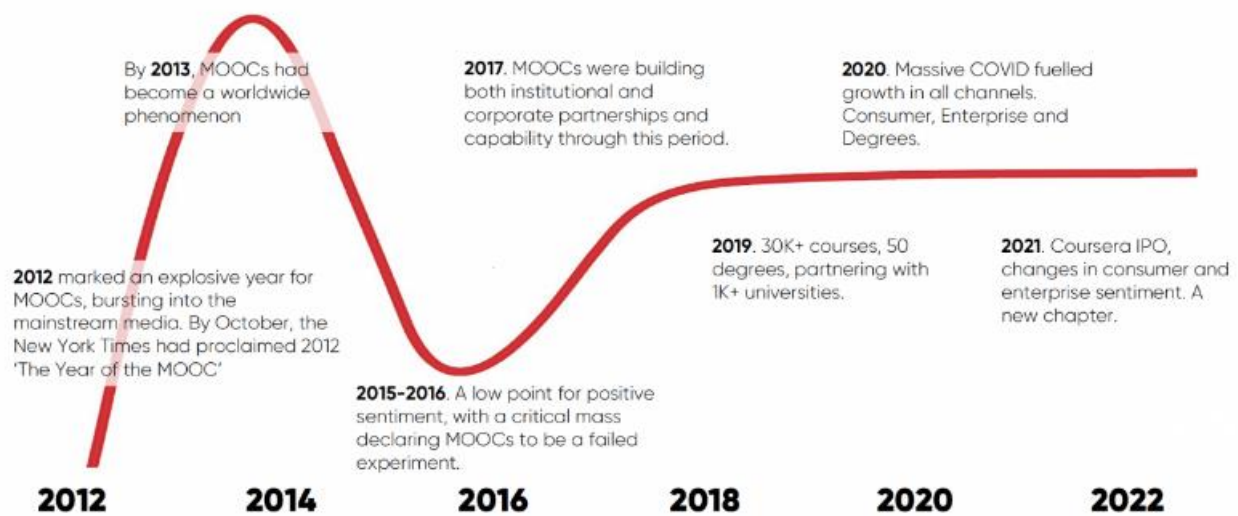 By 2013, MOOCs had
become a worldwide
phenomenon
2017. MOOCs were building
both institutional and
corporate partnerships and
capability through this period.
2020. Massive COVID fuelled
growth in all channels.
Consumer, Enterprise and
Degrees.
2012 marked an explosive year for
MOOCs, bursting into the
mainstream media. By October, the
New York Times had proclaimed 2012
'The Year of the MOOC'
2015-2016. A low point for positive
sentiment, with a critical mass
declaring MOOCs to be a failed
experiment.
2019. 30K+ courses, 50
degrees, partnering with
1K+ universities.
2021. Coursera IPO,
changes in consumer and
enterprise sentiment. A
new chapter.
2012 2014 2016 2018 2020 2022